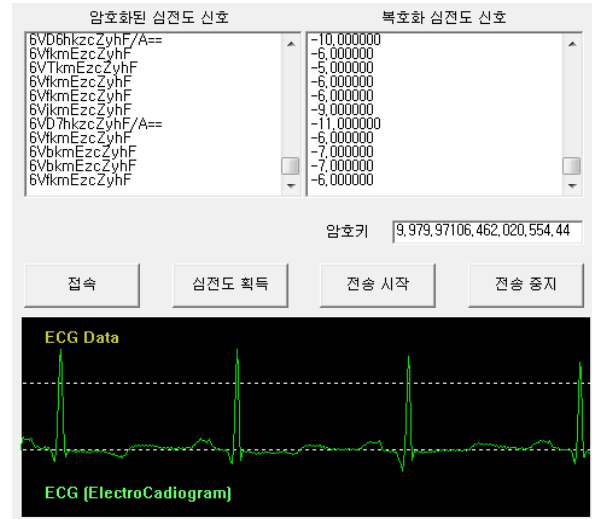 암호화된 심전도 신호
복호화 심전도 신호
6VD6hkzcZyhF/A==
6VfkmEzcZyhF
6VTkmEzcZyhF
6VfkmEzcZyhF
6VfkmEzcZyhF
6VjkmEzcZyhF
6VD7hkzcZyhF/A==
6VfkmEzcZyhF
6VbkmEzcZyhF
6VbkmEzcZyhF
6VfkmEzcZyhF
-10,000000
-6,000000
-5,000000
-6,000000
-6,000000
-9,000000
-11,000000
-6,000000
-7,000000
-7,000000
-6,000000
암호키
9,979,97106,462,020,554,44
접속
심전도 획득
전송 시작
전송 중지
ECG Data
ECG (ElectroCadiogram)